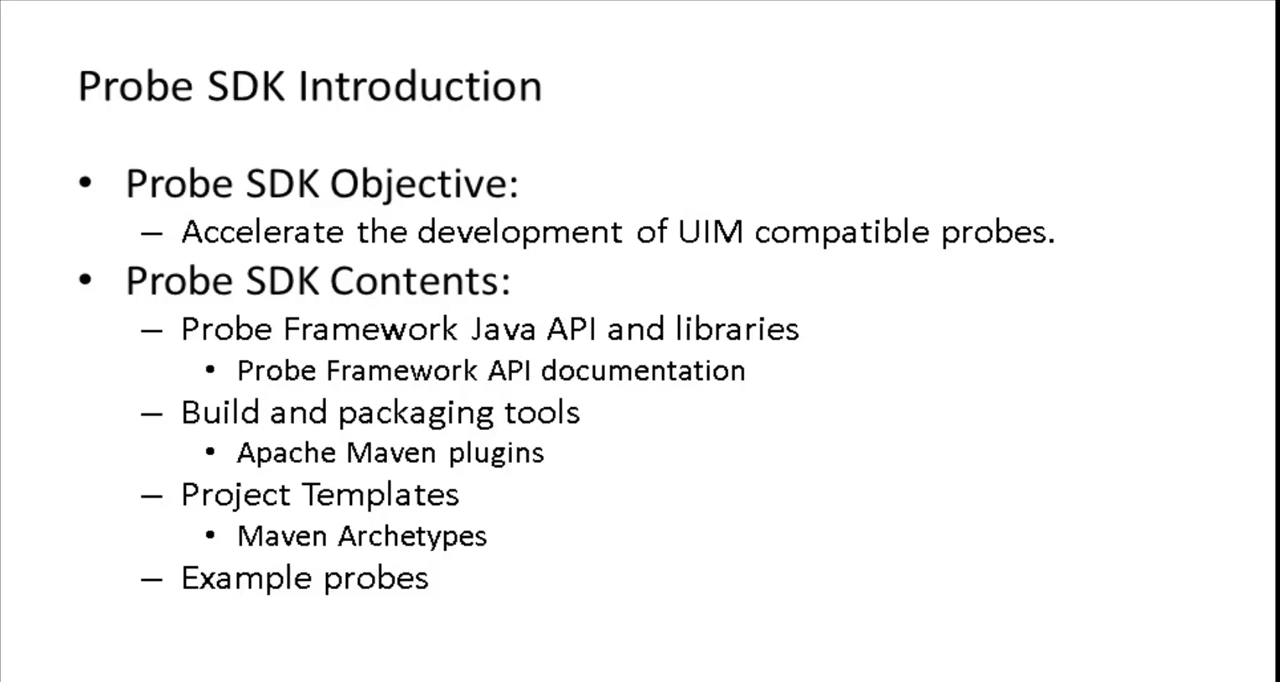 Probe SDK Introduction
• Probe SDK Objective:
– Accelerate the development of UIM compatible probes.
• Probe SDK Contents:
– Probe Framework Java API and libraries
• Probe Framework API documentation
– Build and packaging tools
• Apache Maven plugins
– Project Templates
• Maven Archetypes
– Example probes